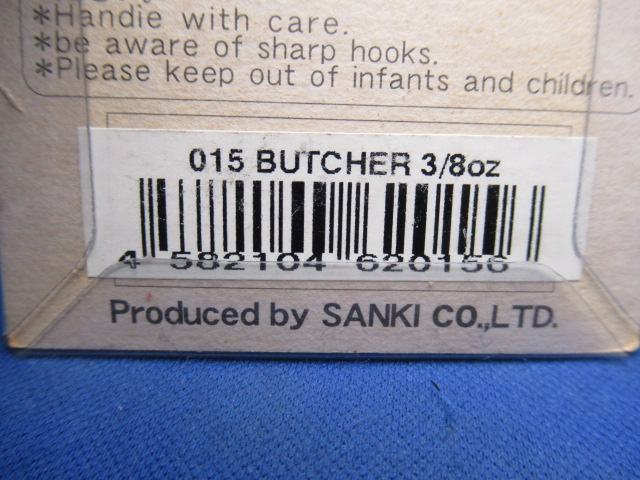 *Handle with care.
*be aware of sharp hooks.
*Please keep out of infants and children.
015 BUTCHER 3/8oz
4 582104 620156
Produced by SANKI CO.,LTD.